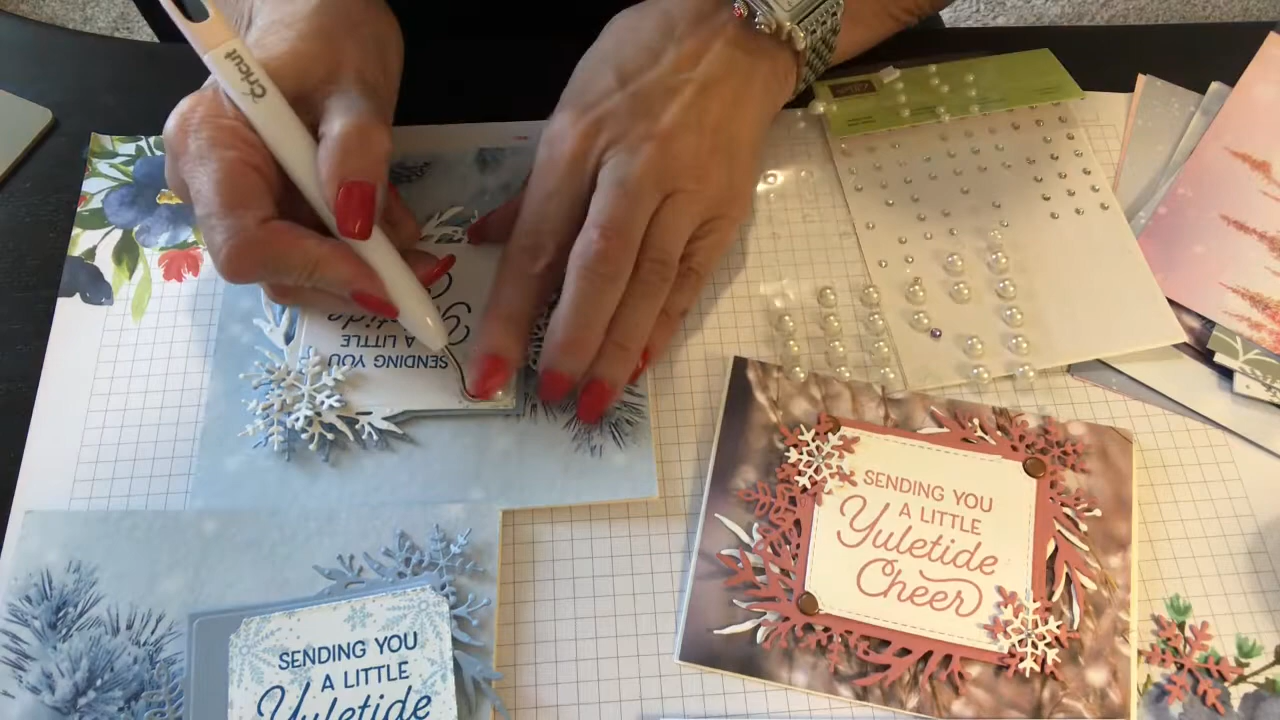 Cricut
SENDING YOU
A LITTLE
SENDING YOU
A LITTLE
Yuletide
Cheer
SENDING YOU
A LITTLE
Yuletide